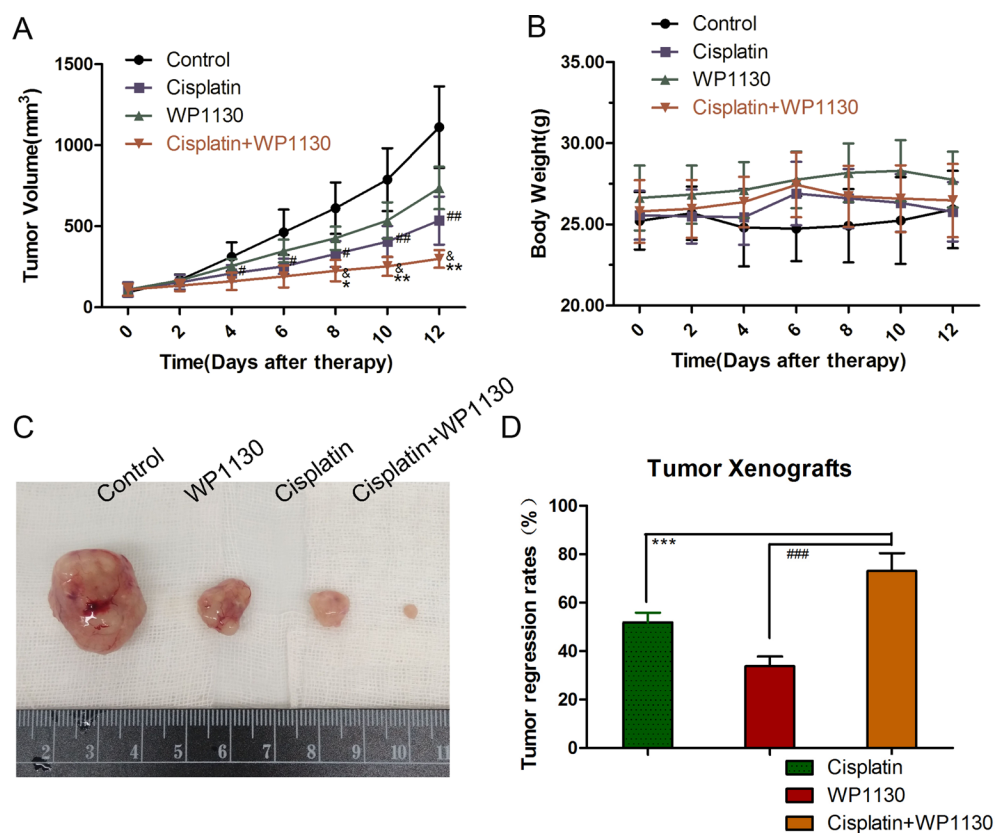 A
Control
Cisplatin
WP1130
Cisplatin+WP1130
Tumor Volume(mm3)
1500
1000
500
0
# # # ## ##
& & &
* ** **
0 2 4 6 8 10 12
Time(Days after therapy)
B
Control
Cisplatin
WP1130
Cisplatin+WP1130
Body Weight(g)
35.00
30.00
25.00
20.00
0 2 4 6 8 10 12
Time(Days after therapy)
C
Control WP1130 Cisplatin Cisplatin+WP1130
2 3 4 5 6 7 8 9 10 11
D
Tumor Xenografts
Tumor regression rates（%）
100
80
60
40
20
0
***
###
Cisplatin
WP1130
Cisplatin+WP1130